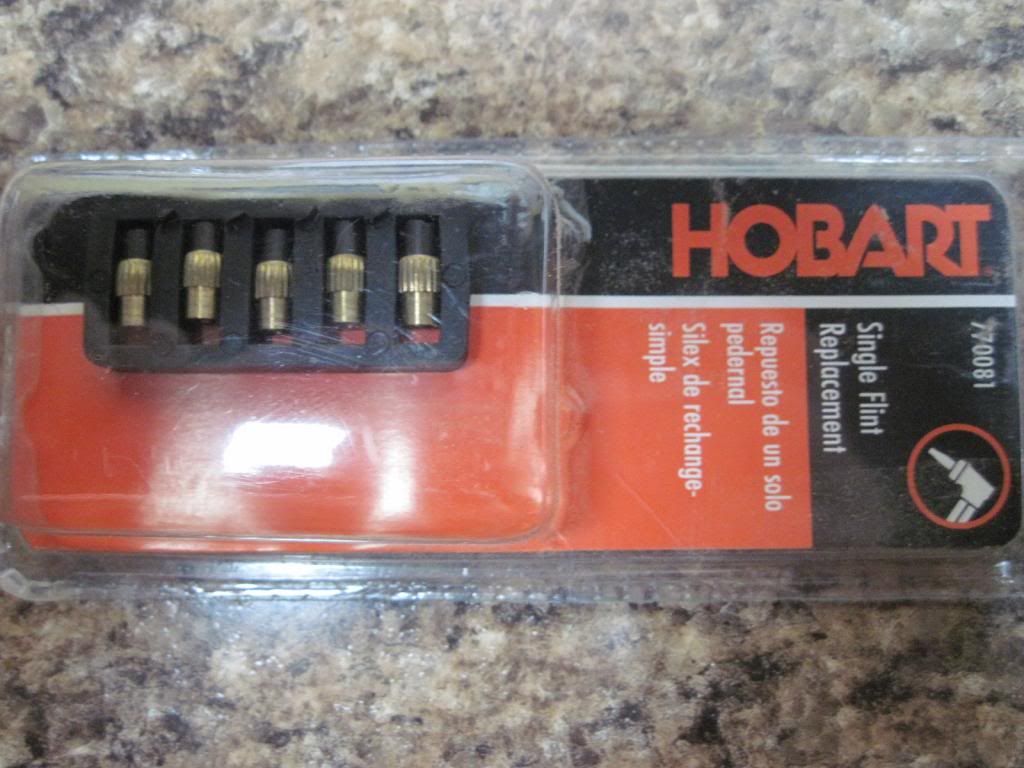 HOBART
770081
Single Flint
Replacement
Repuesto de un solo
pedernal
Silex de rechange-
simple